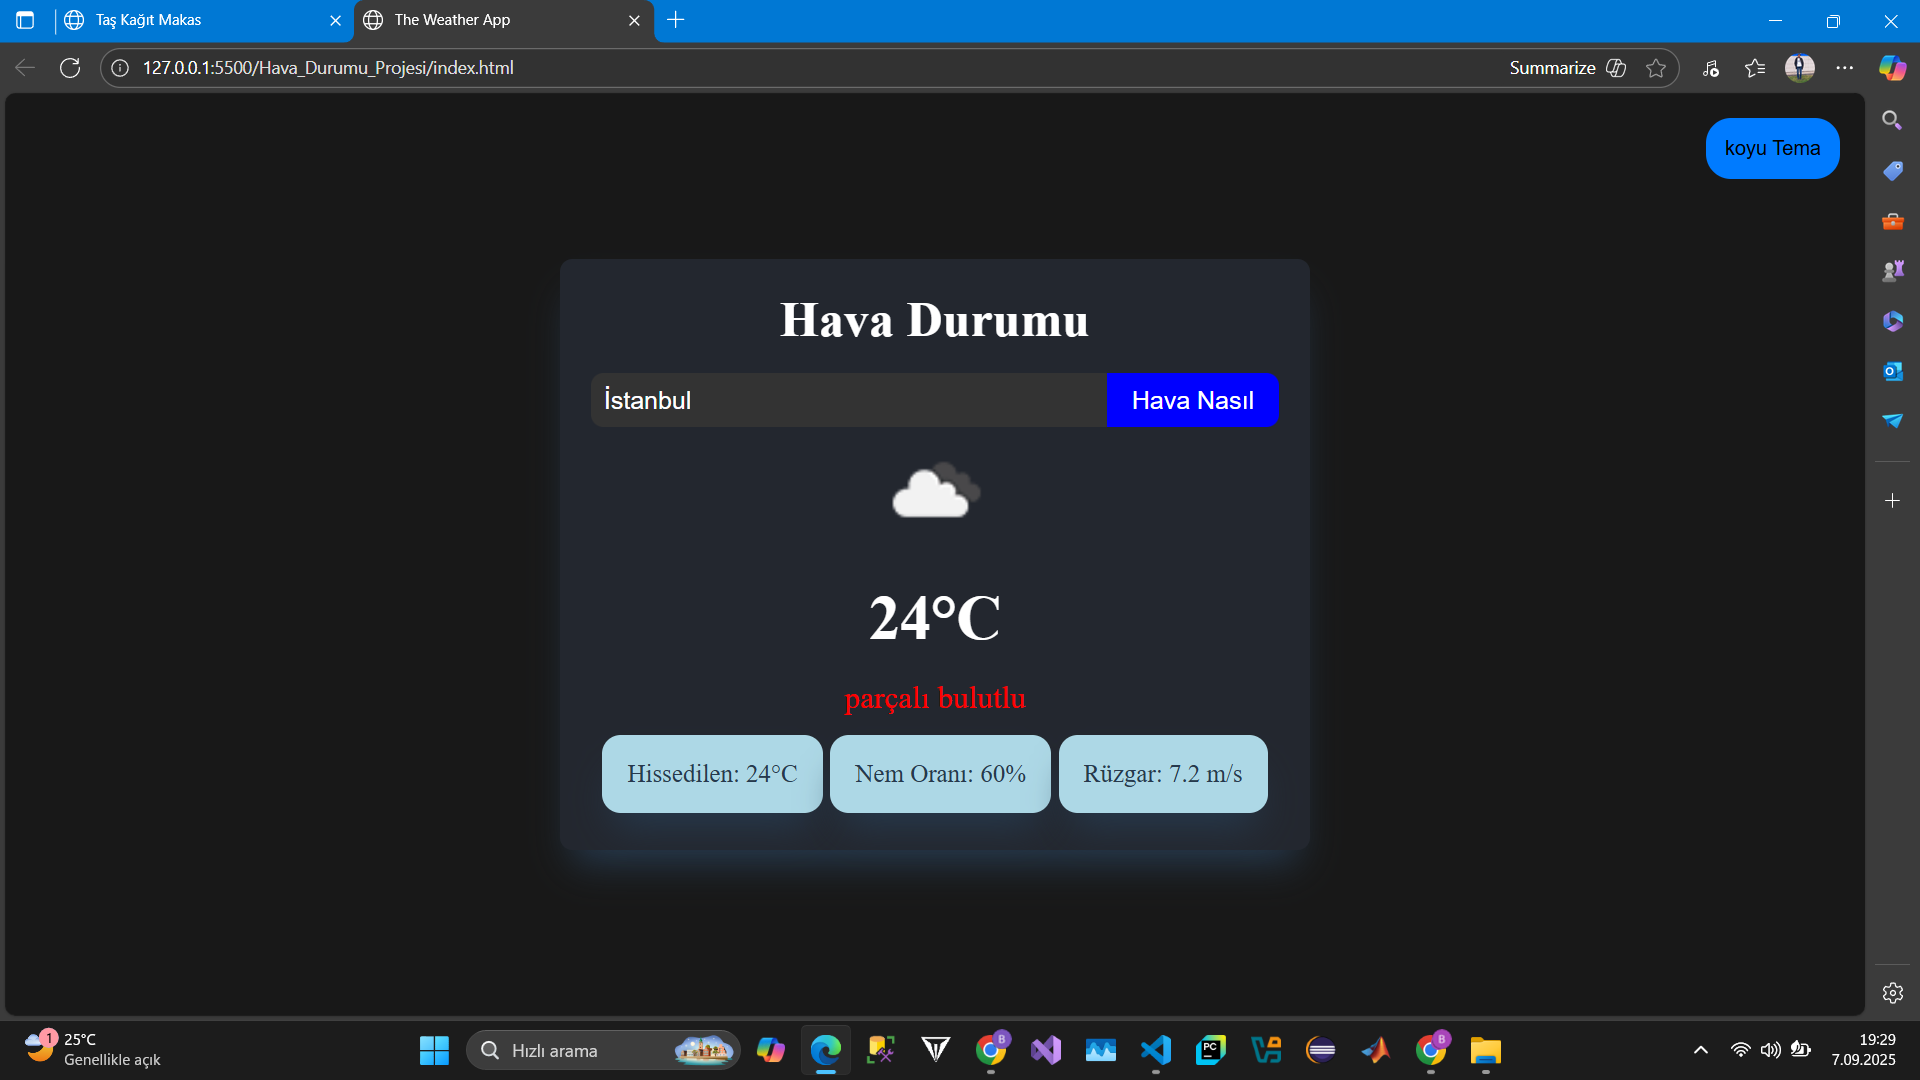 Taş Kağıt Makas
The Weather App
127.0.0.1:5500/Hava_Durumu_Projesi/index.html
Summarize
koyu Tema
Hava Durumu
İstanbul
Hava Nasıl
24°C
parçalı bulutlu
Hissedilen: 24°C
Nem Oranı: 60%
Rüzgar: 7.2 m/s
1
25°C
Genellikle açık
Hızlı arama
B
PC
B
19:29
7.09.2025